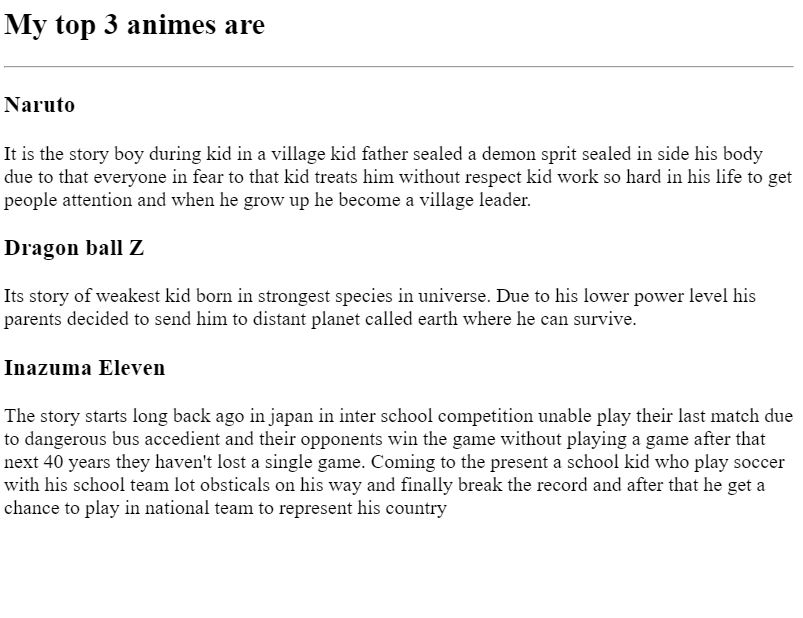 My top 3 animes are
Naruto
It is the story boy during kid in a village kid father sealed a demon sprit sealed in side his body
due to that everyone in fear to that kid treats him without respect kid work so hard in his life to get
people attention and when he grow up he become a village leader.
Dragon ball Z
Its story of weakest kid born in strongest species in universe. Due to his lower power level his
parents decided to send him to distant planet called earth where he can survive.
Inazuma Eleven
The story starts long back ago in japan in inter school competition unable play their last match due
to dangerous bus accedient and their opponents win the game without playing a game after that
next 40 years they haven't lost a single game. Coming to the present a school kid who play soccer
with his school team lot obsticals on his way and finally break the record and after that he get a
chance to play in national team to represent his country